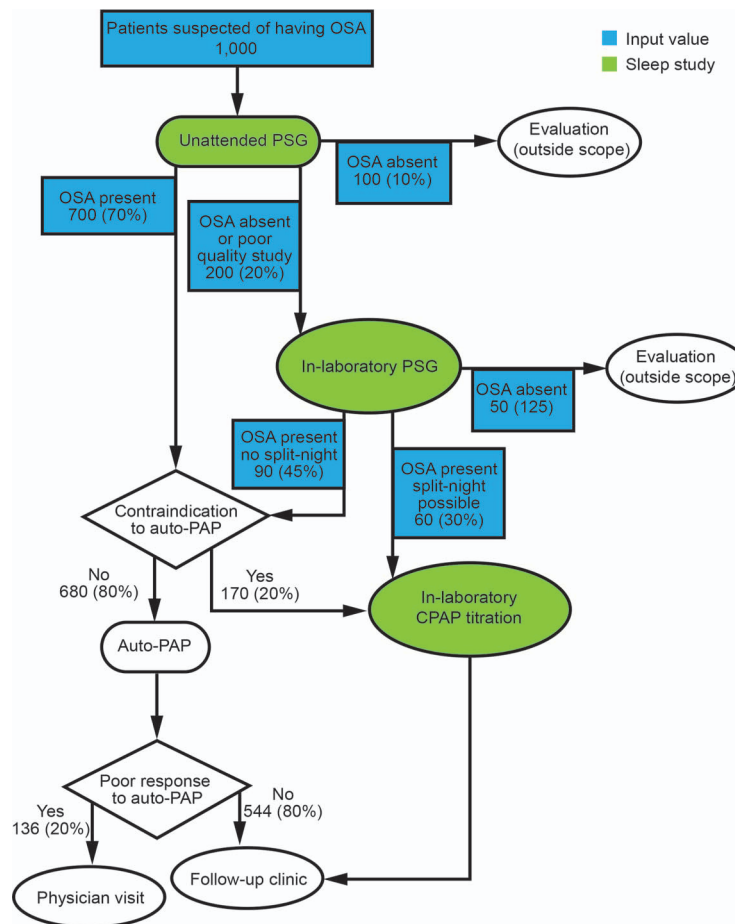 Patients suspected of having OSA
1,000
Input value
Sleep study
Unattended PSG
Evaluation
(outside scope)
OSA absent
100 (10%)
OSA present
700 (70%)
OSA absent
or poor
quality study
200 (20%)
In-laboratory PSG
Evaluation
(outside scope)
OSA absent
50 (125)
OSA present
no split-night
90 (45%)
OSA present
split-night
possible
60 (30%)
Contraindication
to auto-PAP
No
680 (80%)
Yes
170 (20%)
In-laboratory
CPAP titration
Auto-PAP
Poor response
to auto-PAP
Yes
136 (20%)
No
544 (80%)
Physician visit
Follow-up clinic